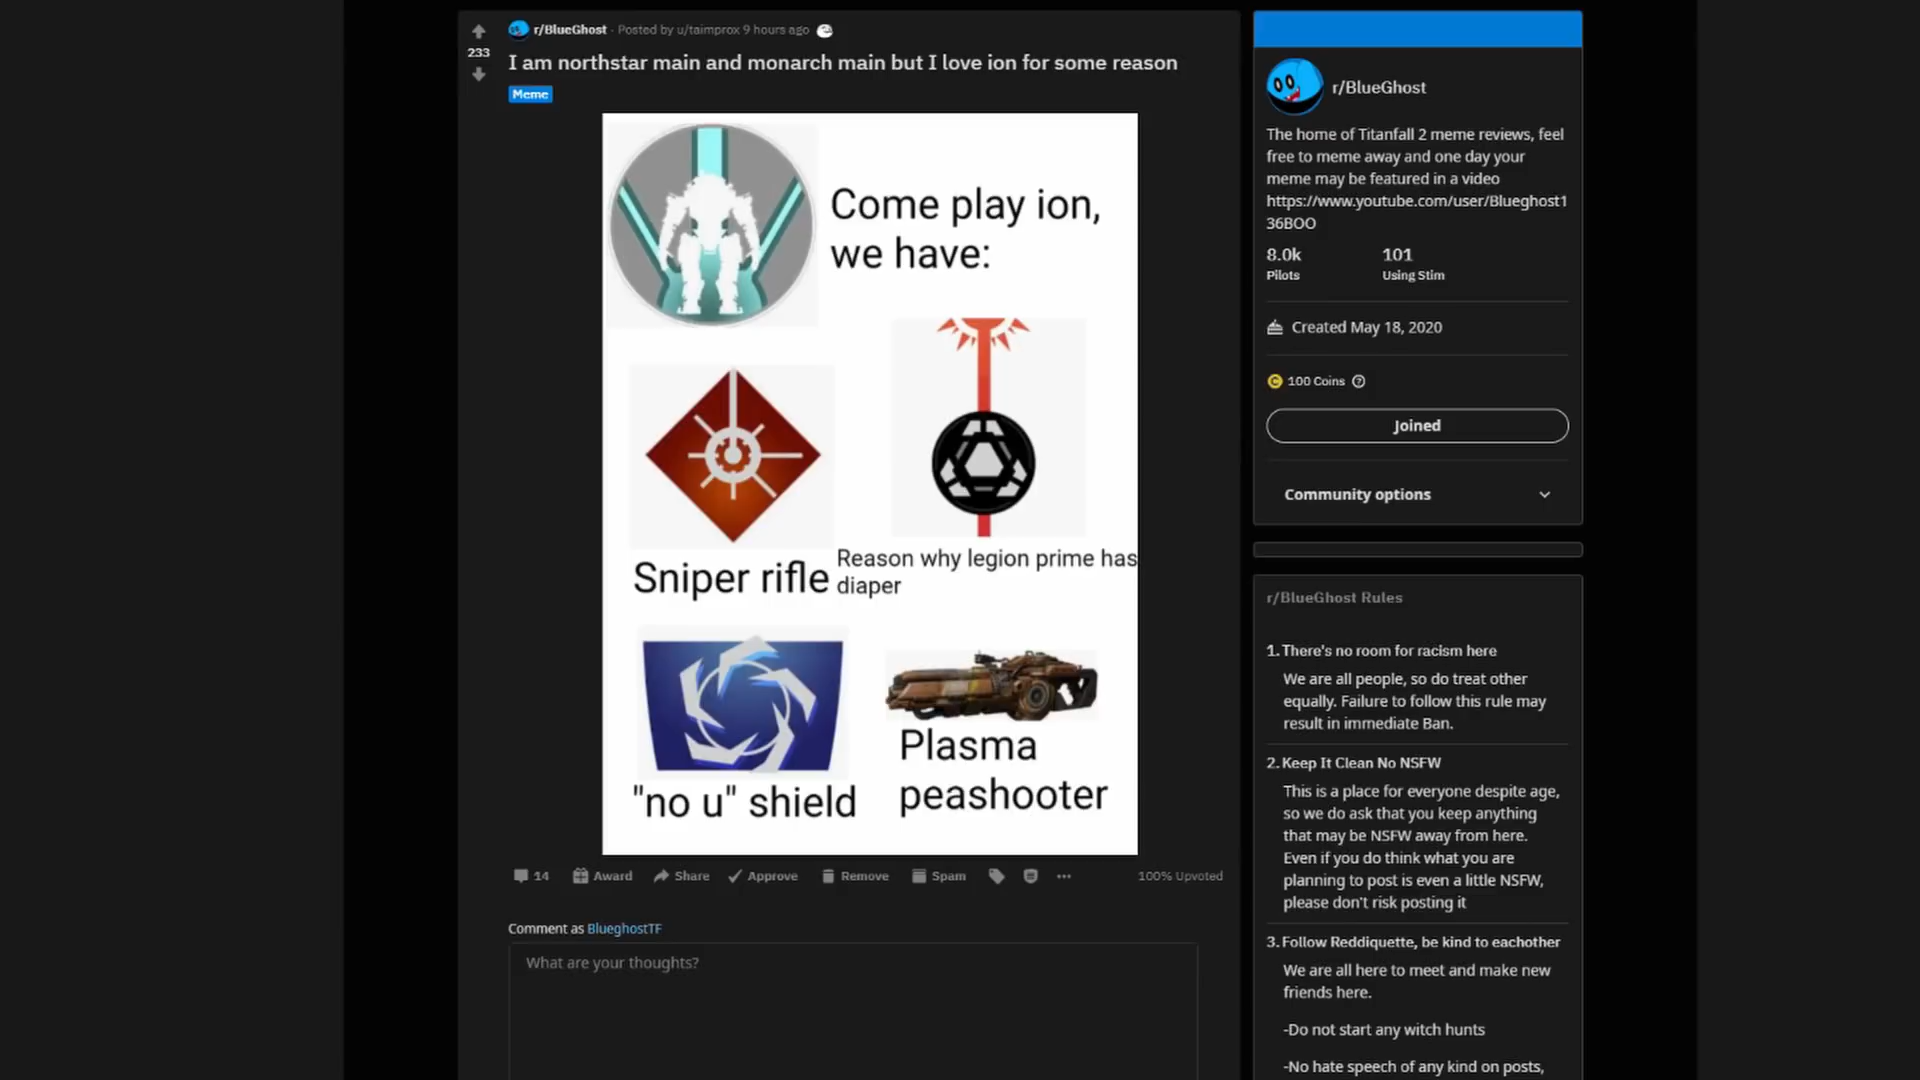 r/BlueGhost · Posted by u/taimprox 9 hours ago
233
I am northstar main and monarch main but I love ion for some reason
Meme
Come play ion,
we have:
Sniper rifle
Reason why legion prime has
diaper
"no u" shield
Plasma
peashooter
14 Award Share Approve Remove Spam 100% Upvoted
Comment as BlueghostTF
What are your thoughts?
r/BlueGhost
The home of Titanfall 2 meme reviews, feel
free to meme away and one day your
meme may be featured in a video
https://www.youtube.com/user/Blueghost1
36BOO
8.0k 101
Pilots Using Stim
Created May 18, 2020
C 100 Coins ?
Joined
Community options
r/BlueGhost Rules
1. There's no room for racism here
We are all people, so do treat other
equally. Failure to follow this rule may
result in immediate Ban.
2. Keep It Clean No NSFW
This is a place for everyone despite age,
so we do ask that you keep anything
that may be NSFW away from here.
Even if you do think what you are
planning to post is even a little NSFW,
please don't risk posting it
3. Follow Reddiquette, be kind to eachother
We are all here to meet and make new
friends here.
-Do not start any witch hunts
-No hate speech of any kind on posts,